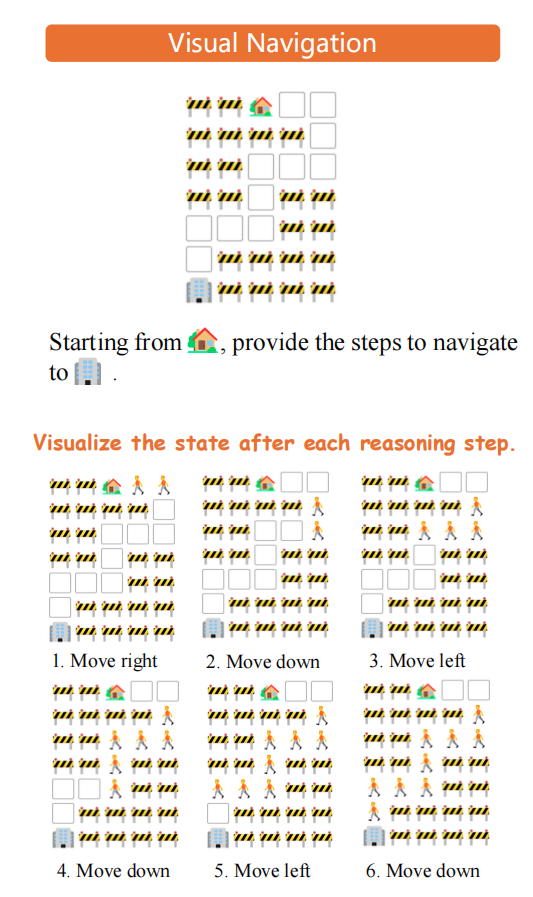 Visual Navigation
Starting from , provide the steps to navigate
to .
Visualize the state after each reasoning step.
1. Move right
2. Move down
3. Move left
4. Move down
5. Move left
6. Move down